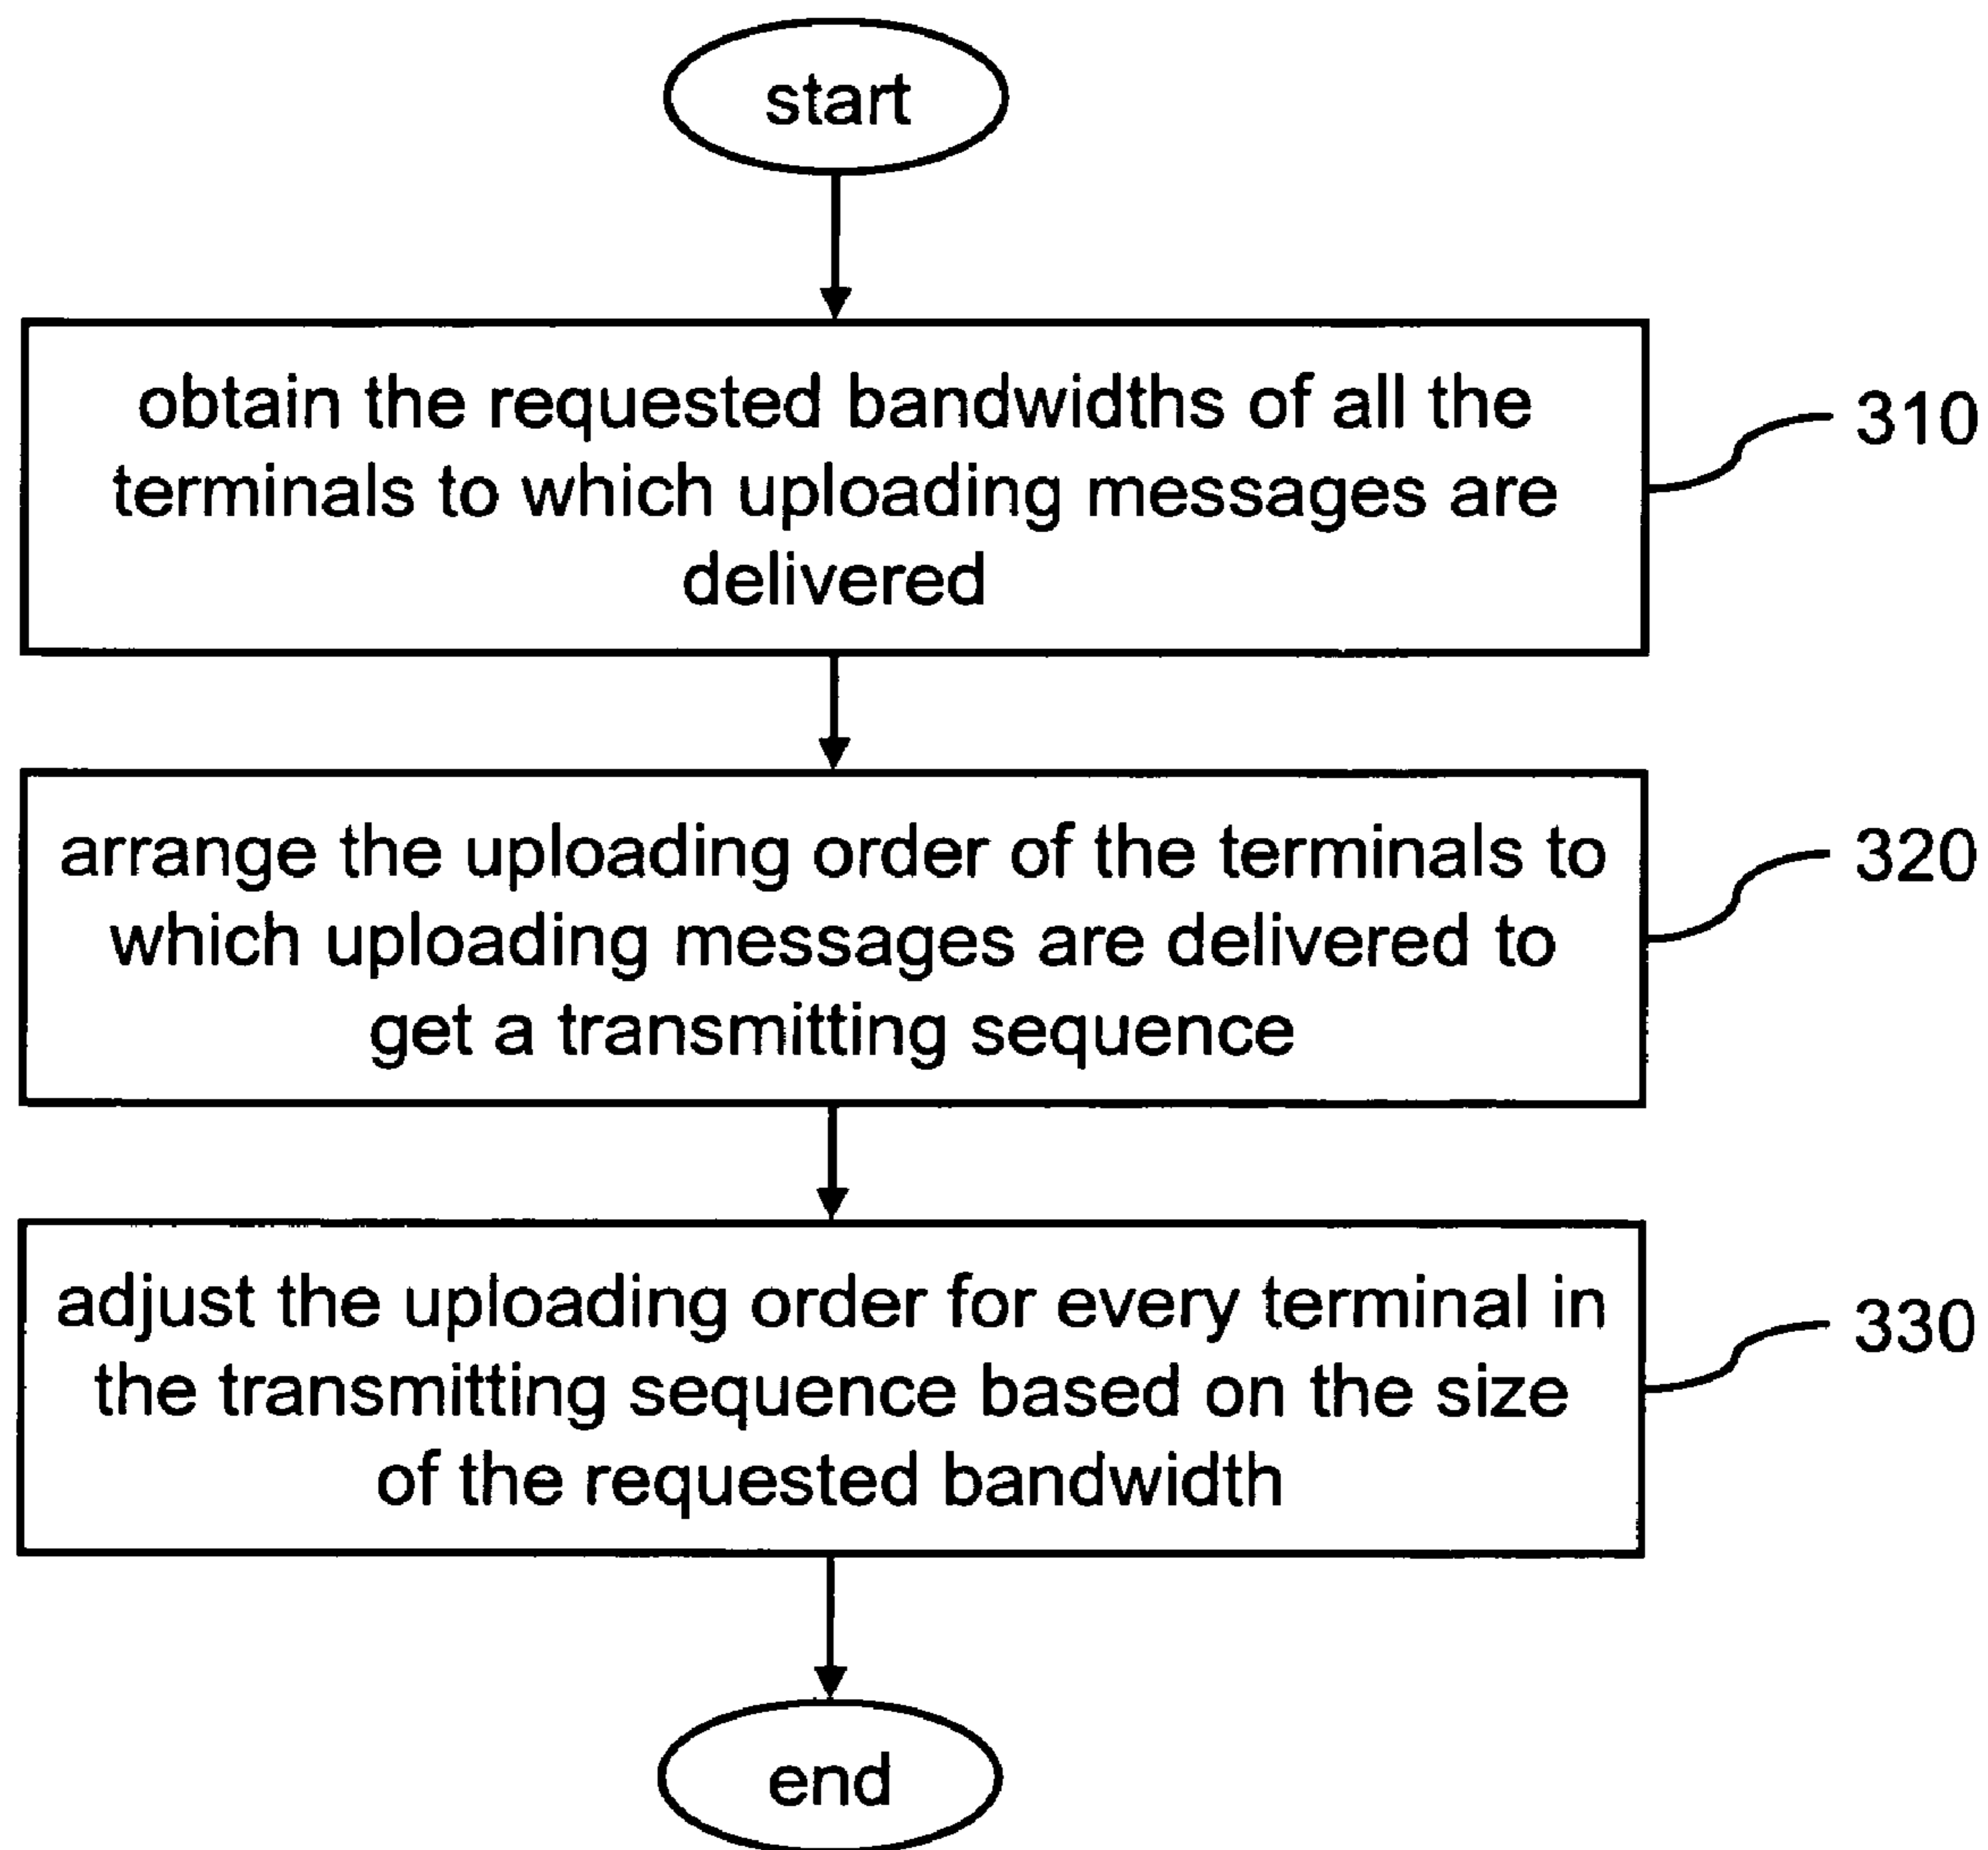 start
obtain the requested bandwidths of all the
terminals to which uploading messages are
delivered
310
arrange the uploading order of the terminals to
which uploading messages are delivered to
get a transmitting sequence
320
adjust the uploading order for every terminal in
the transmitting sequence based on the size
of the requested bandwidth
330
end